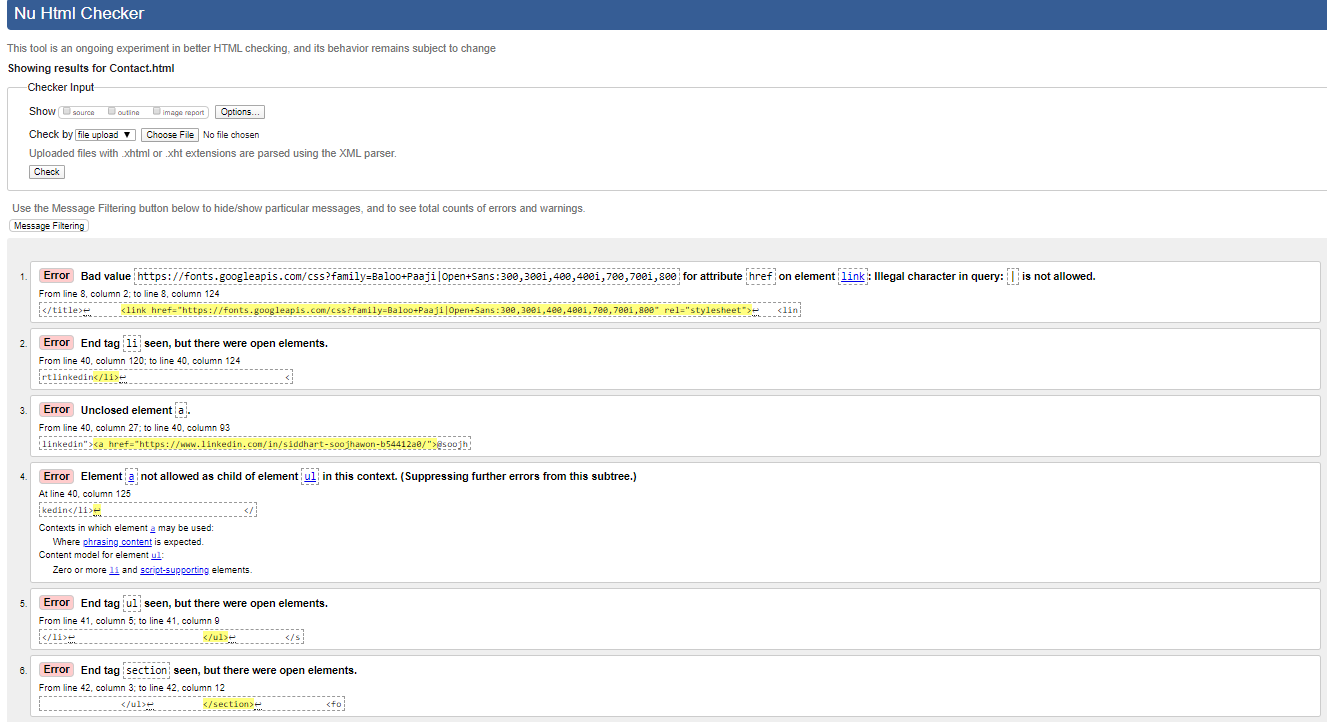 Nu Html Checker
This tool is an ongoing experiment in better HTML checking, and its behavior remains subject to change
Showing results for Contact.html
Checker Input
Show source outline image report Options...
Check by file upload ▼ Choose File No file chosen
Uploaded files with .xhtml or .xht extensions are parsed using the XML parser.
Check
Use the Message Filtering button below to hide/show particular messages, and to see total counts of errors and warnings.
Message Filtering
1. Error Bad value https://fonts.googleapis.com/css?family=Baloo+Paaji|Open+Sans:300,300i,400,400i,700,700i,800 for attribute href on element link: Illegal character in query: | is not allowed.
From line 8, column 2; to line 8, column 124
</title>↩ <link href="https://fonts.googleapis.com/css?family=Baloo+Paaji|Open+Sans:300,300i,400,400i,700,700i,800" rel="stylesheet">↩ <lin
2. Error End tag li seen, but there were open elements.
From line 40, column 120; to line 40, column 124
rtlinkedin</li>↩ <
3. Error Unclosed element a.
From line 40, column 27; to line 40, column 93
linkedin"><a href="https://www.linkedin.com/in/siddhart-soojhawon-b54412a0/">@soojh
4. Error Element a not allowed as child of element ul in this context. (Suppressing further errors from this subtree.)
At line 40, column 125
kedin</li>↩ </
Contexts in which element a may be used:
Where phrasing content is expected.
Content model for element ul:
Zero or more li and script-supporting elements.
5. Error End tag ul seen, but there were open elements.
From line 41, column 5; to line 41, column 9
</li>↩ </ul>↩ </s
6. Error End tag section seen, but there were open elements.
From line 42, column 3; to line 42, column 12
</ul>↩ </section>↩ <fo